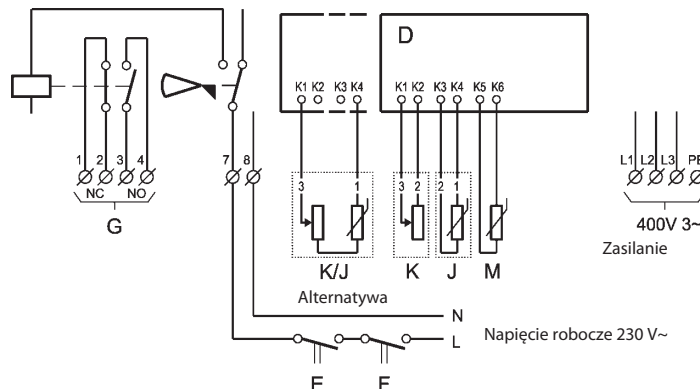 D
K1 K2 K3 K4 K1 K2 K3 K4 K5 K6
1 2 3 4 7 8
NC NO
G
3 1 3 2 2 1
K/J K J M
Alternatywa
L1 L2 L3 PE
400V 3~
Zasilanie
N
L
Napięcie robocze 230 V~
E F